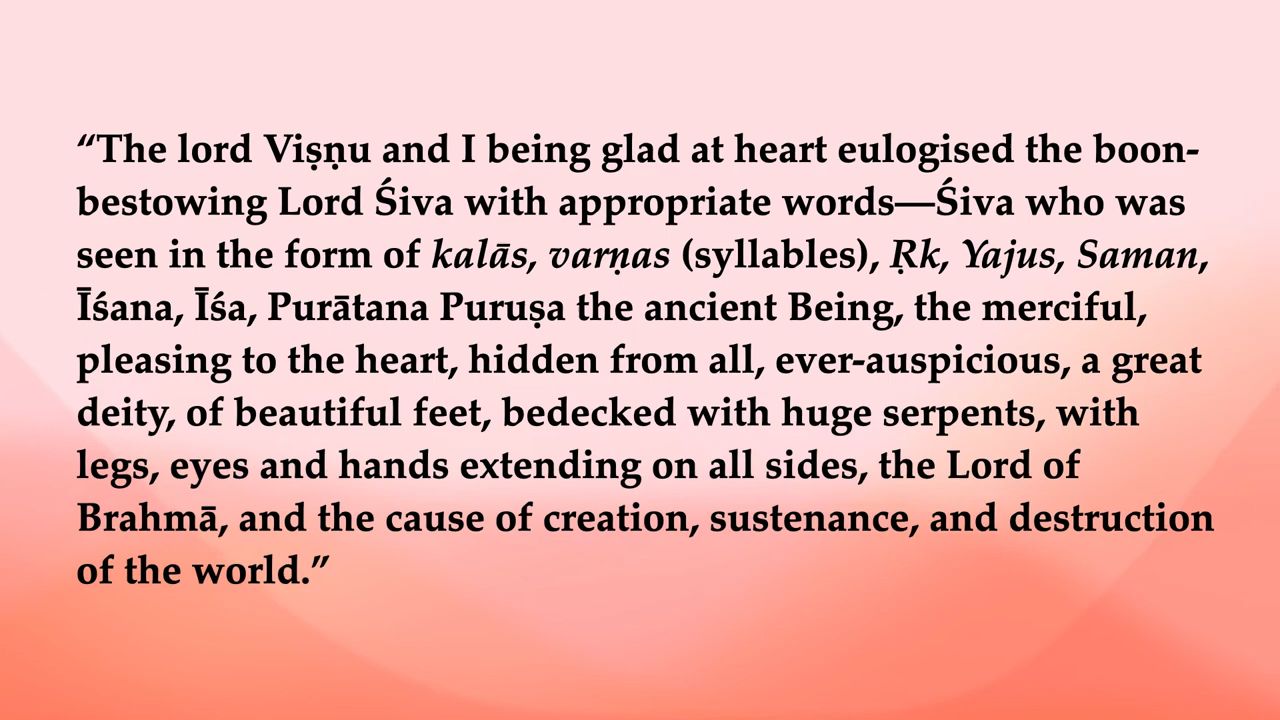 “The lord Viṣṇu and I being glad at heart eulogised the boon-
bestowing Lord Śiva with appropriate words—Śiva who was
seen in the form of kalās, varṇas (syllables), Ṛk, Yajus, Saman,
Īśana, Īśa, Purātana Puruṣa the ancient Being, the merciful,
pleasing to the heart, hidden from all, ever-auspicious, a great
deity, of beautiful feet, bedecked with huge serpents, with
legs, eyes and hands extending on all sides, the Lord of
Brahmā, and the cause of creation, sustenance, and destruction
of the world.”